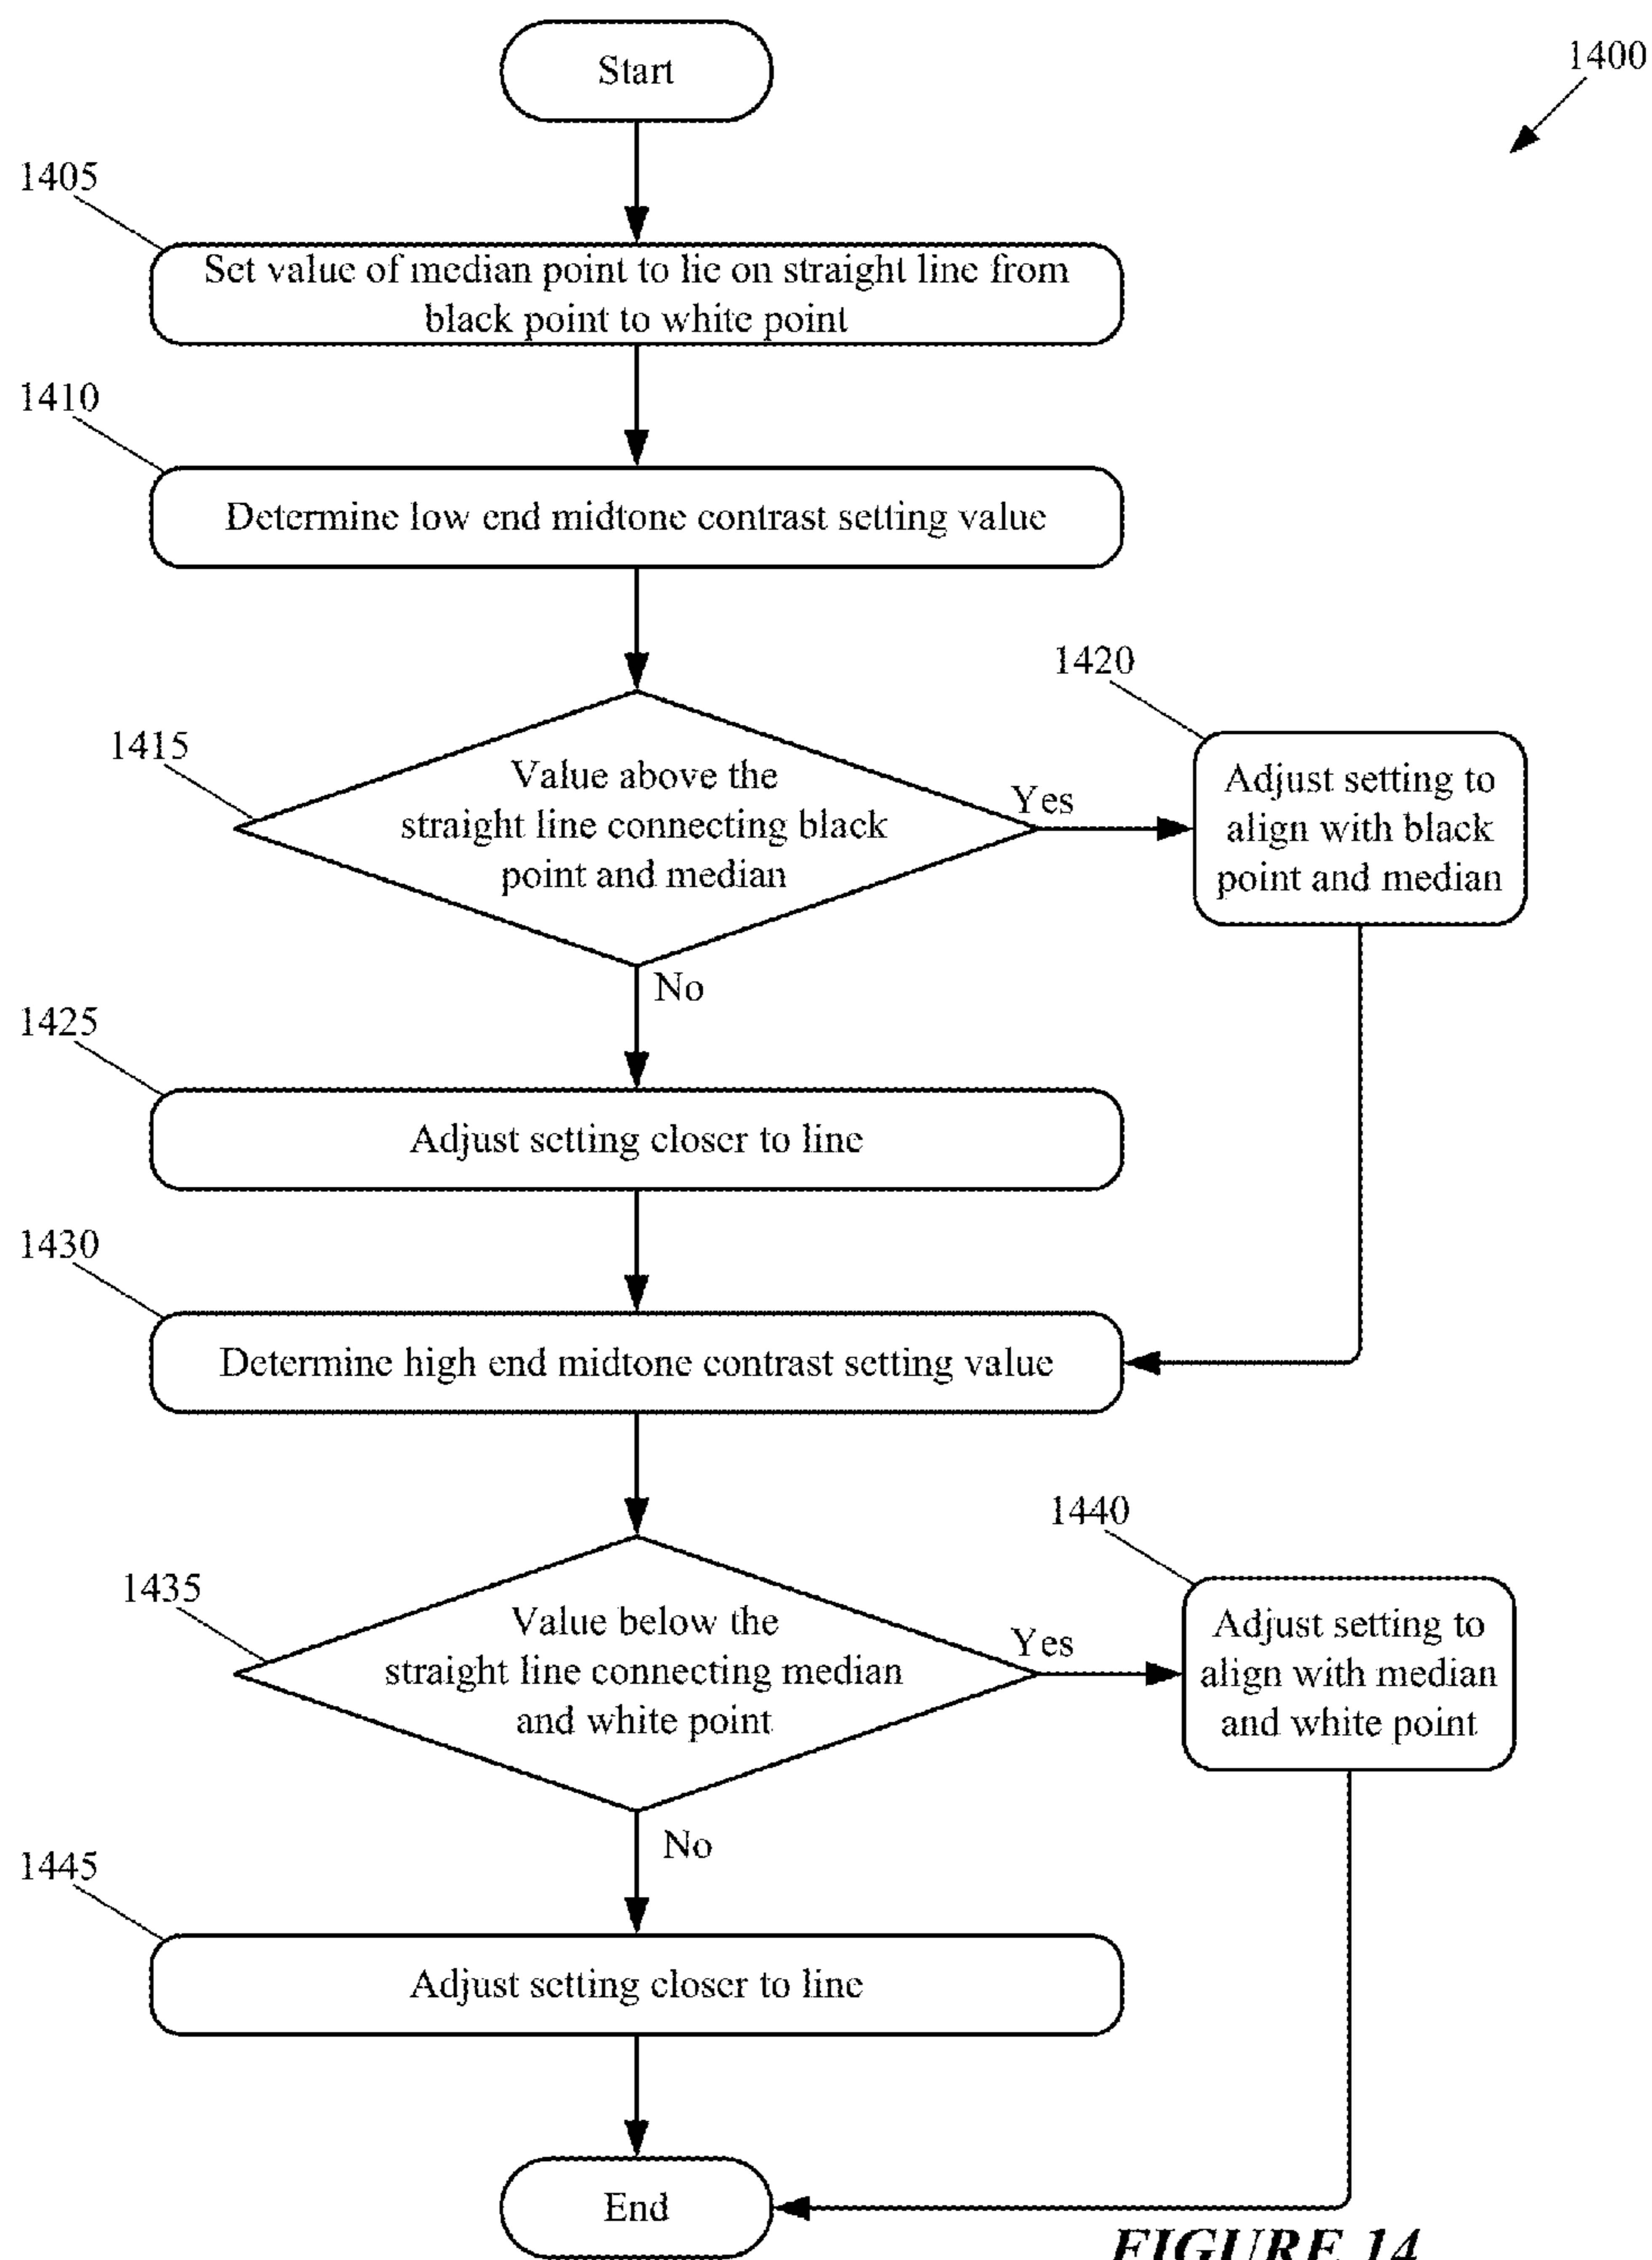 Start
1400
1405
Set value of median point to lie on straight line from
black point to white point
1410
Determine low end midtone contrast setting value
1415
Value above the
straight line connecting black
point and median
Yes
1420
Adjust setting to
align with black
point and median
No
1425
Adjust setting closer to line
1430
Determine high end midtone contrast setting value
1435
Value below the
straight line connecting median
and white point
Yes
1440
Adjust setting to
align with median
and white point
No
1445
Adjust setting closer to line
End
FIGURE 14